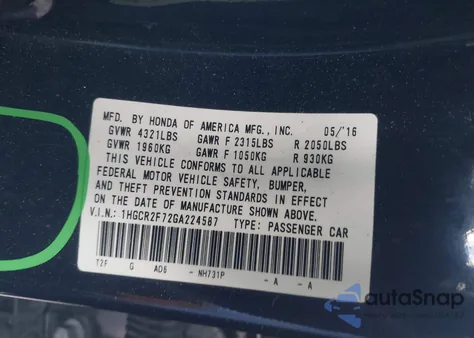 MFD. BY HONDA OF AMERICA MFG., INC. 05/'16
GVWR 4321LBS GAWR F 2315LBS R 2050LBS
GVWR 1960KG GAWR F 1050KG R 930KG
THIS VEHICLE CONFORMS TO ALL APPLICABLE
FEDERAL MOTOR VEHICLE SAFETY, BUMPER,
AND THEFT PREVENTION STANDARDS IN EFFECT
ON THE DATE OF MANUFACTURE SHOWN ABOVE.
V.I.N.: 1HGCR2F72GA224587 TYPE: PASSENGER CAR
T2F G AD6 - NH731P - A - A
autoSnap